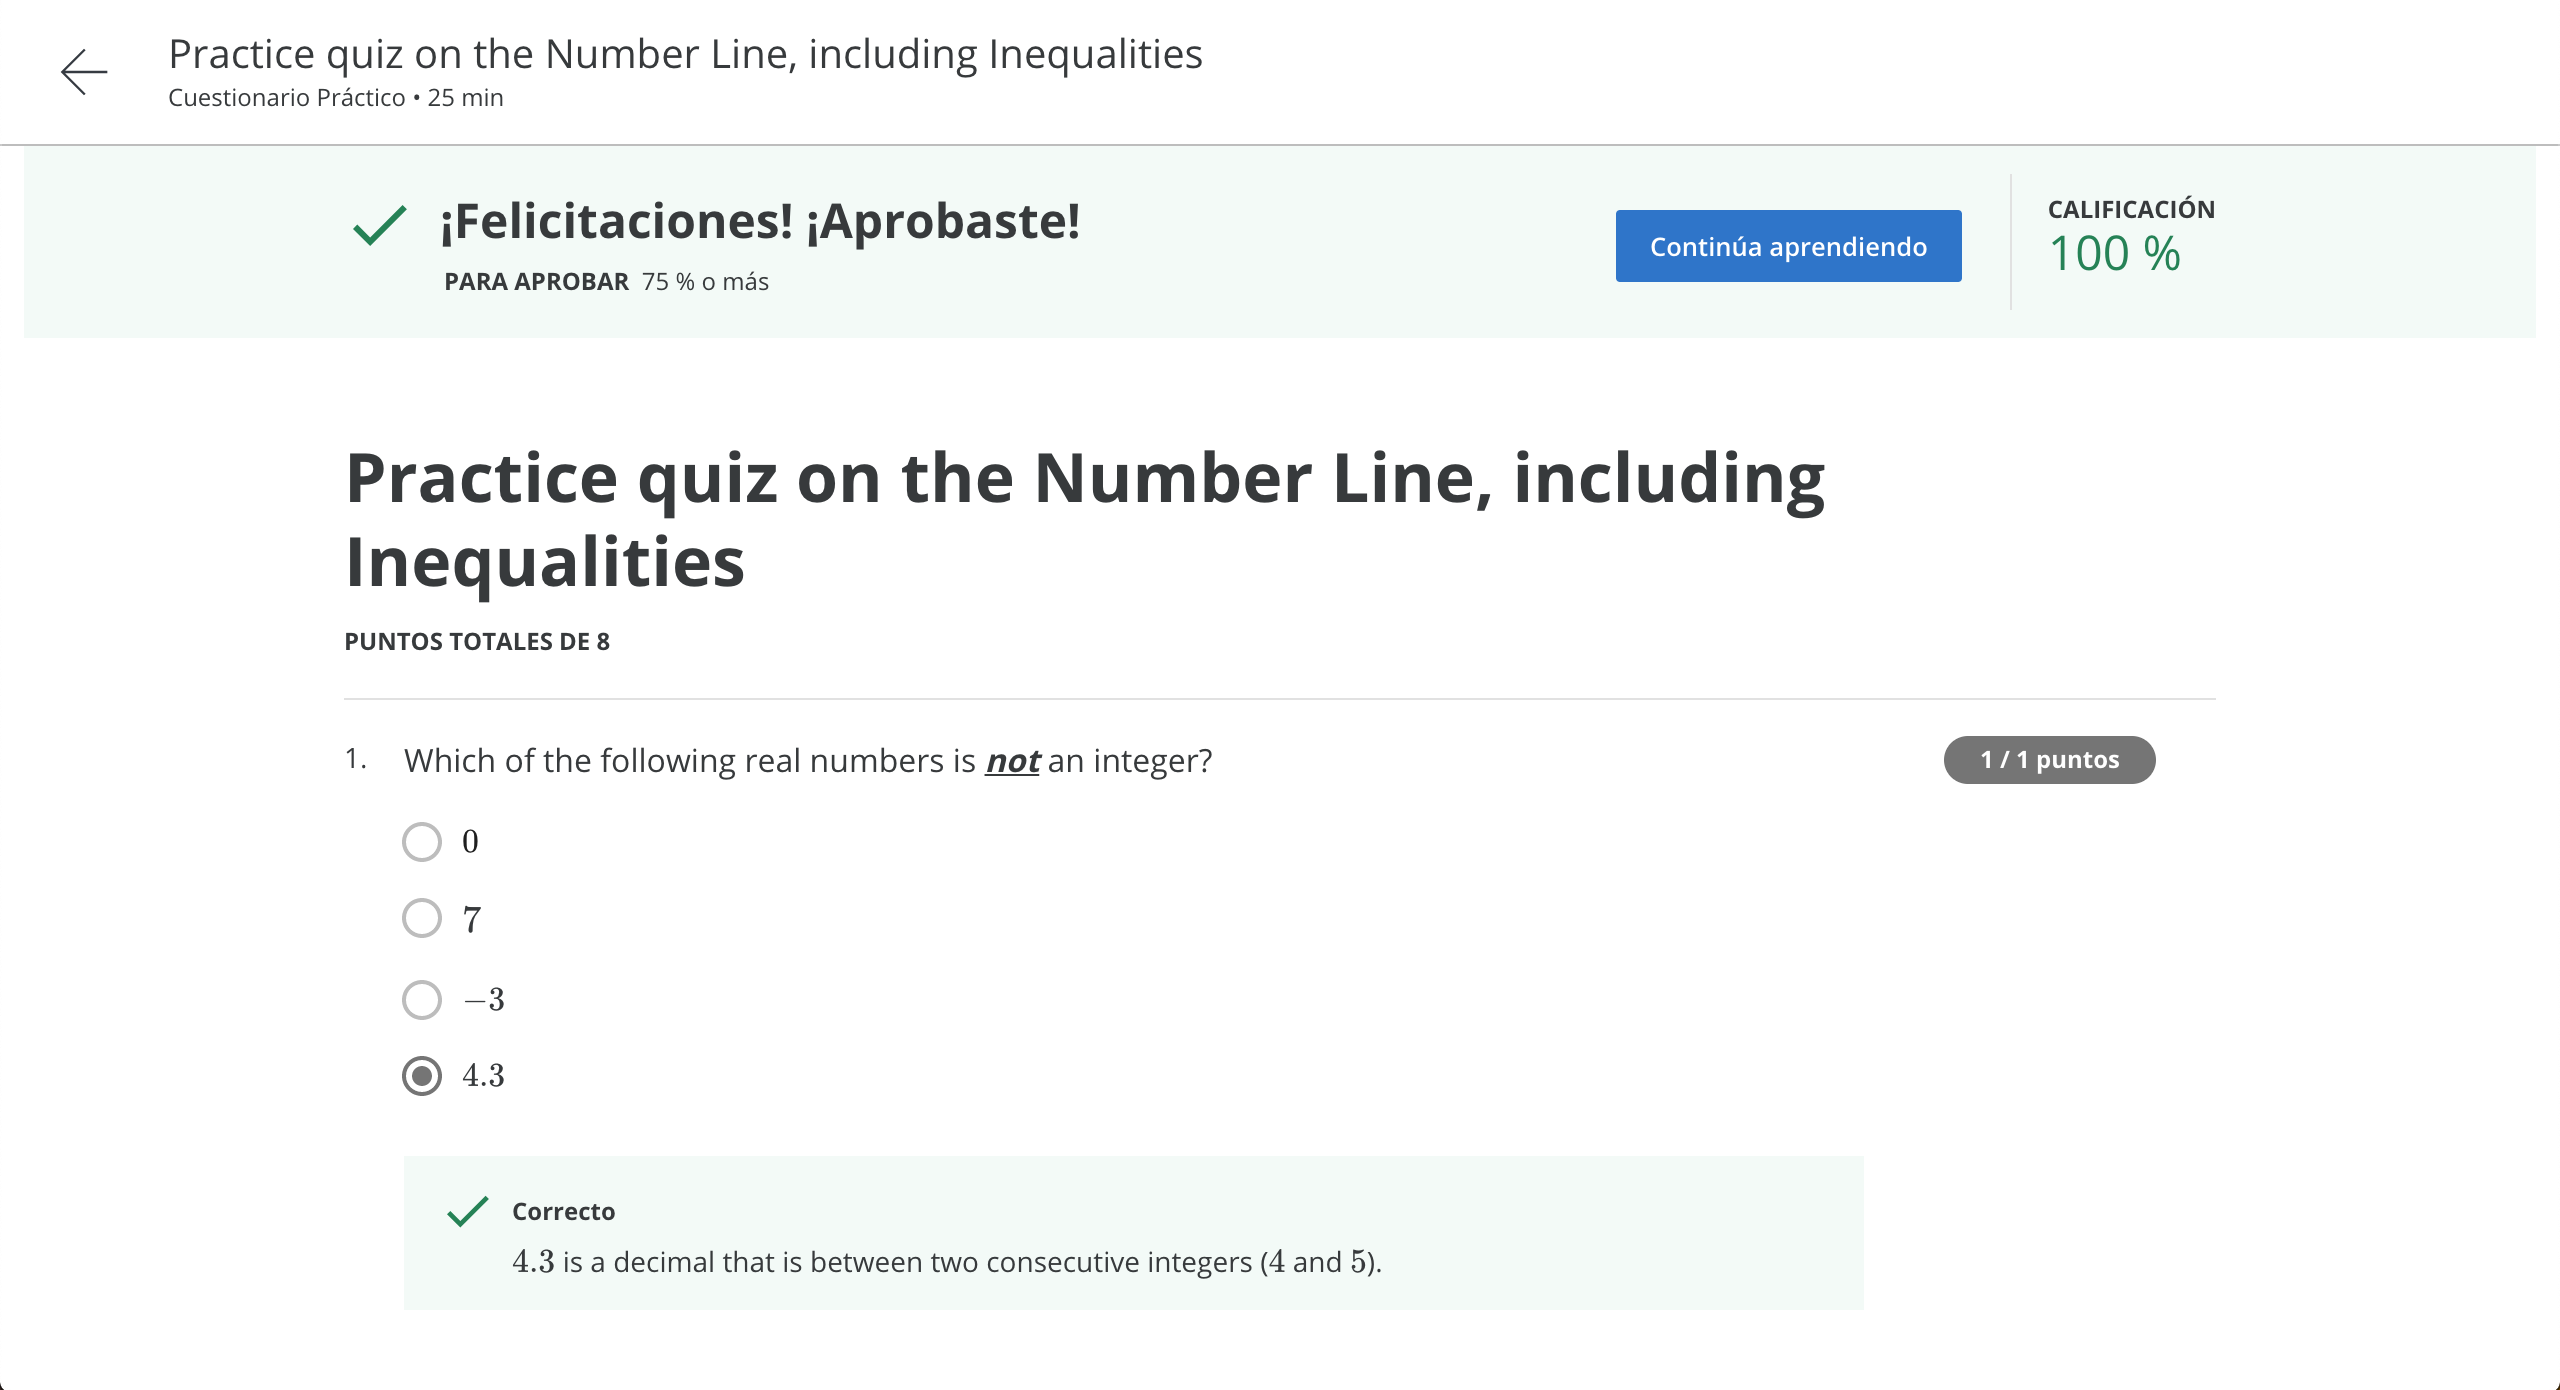 Practice quiz on the Number Line, including Inequalities
Cuestionario Práctico • 25 min
¡Felicitaciones! ¡Aprobaste!
PARA APROBAR 75 % o más
Continúa aprendiendo
CALIFICACIÓN
100 %
Practice quiz on the Number Line, including
Inequalities
PUNTOS TOTALES DE 8
1. Which of the following real numbers is not an integer?
1 / 1 puntos
0
7
−3
4.3
Correcto
4.3 is a decimal that is between two consecutive integers (4 and 5).